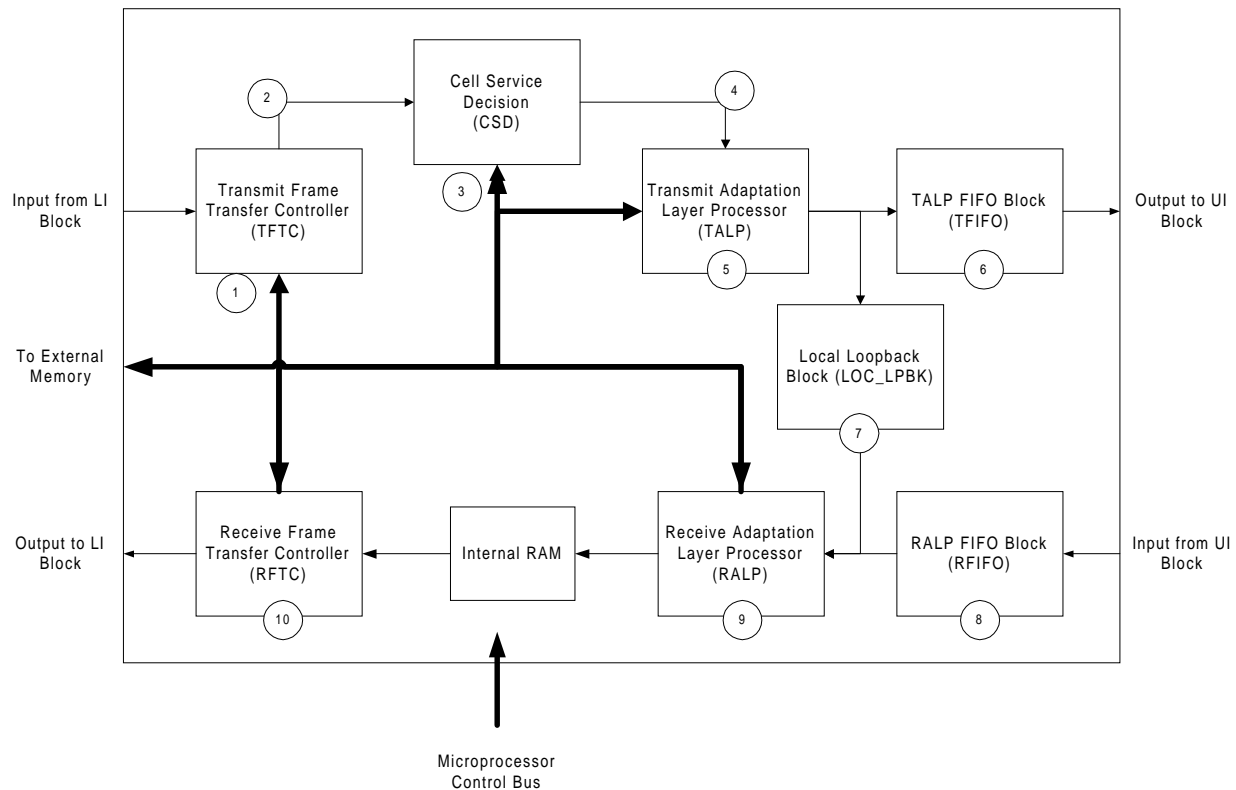 Cell Service
Decision
(CSD)
2
4
3
Input from LI
Block
Transmit Frame
Transfer Controller
(TFTC)
1
Transmit Adaptation
Layer Processor
(TALP)
5
TALP FIFO Block
(TFIFO)
6
Output to UI
Block
To External
Memory
Local Loopback
Block (LOC_LPBK)
7
Output to LI
Block
Receive Frame
Transfer Controller
(RFTC)
10
Internal RAM
Receive Adaptation
Layer Processor
(RALP)
9
RALP FIFO Block
(RFIFO)
8
Input from UI
Block
Microprocessor
Control Bus